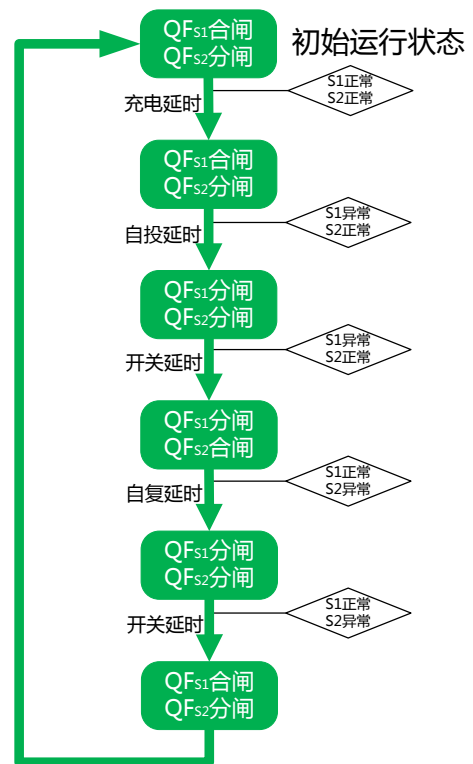 QFS1合闸
QFS2分闸
初始运行状态
S1正常
S2正常
充电延时
QFS1合闸
QFS2分闸
S1异常
S2正常
自投延时
QFS1分闸
QFS2分闸
S1异常
S2正常
开关延时
QFS1分闸
QFS2合闸
S1正常
S2异常
自复延时
QFS1分闸
QFS2分闸
S1正常
S2异常
开关延时
QFS1合闸
QFS2分闸